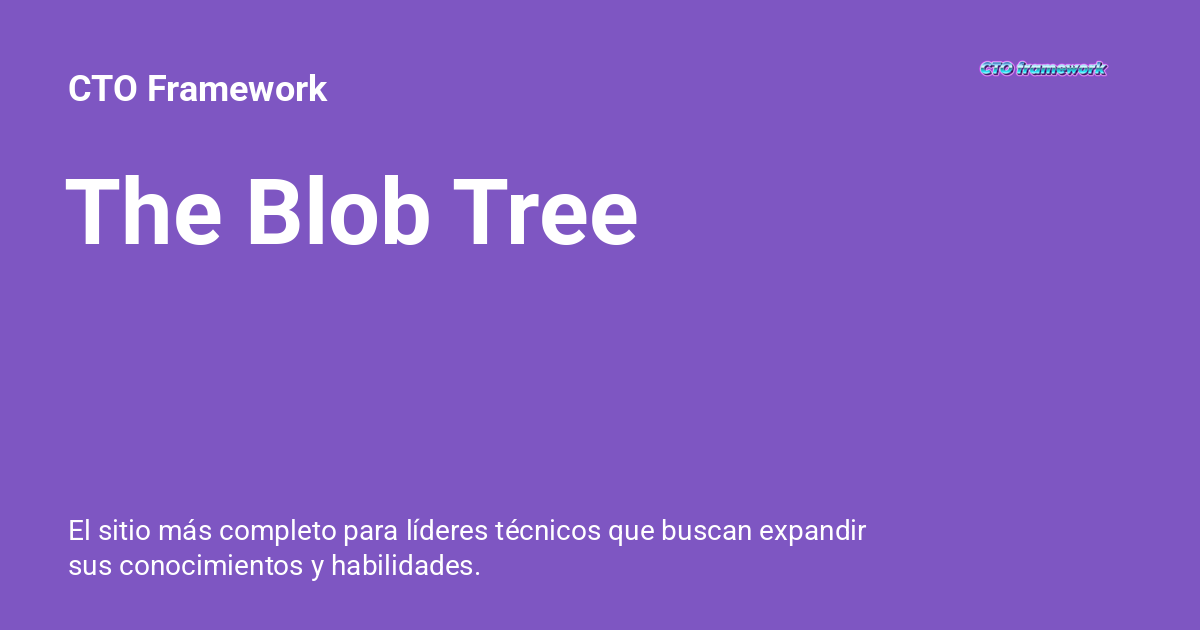 CTO Framework
CTO framework
The Blob Tree
El sitio más completo para líderes técnicos que buscan expandir
sus conocimientos y habilidades.